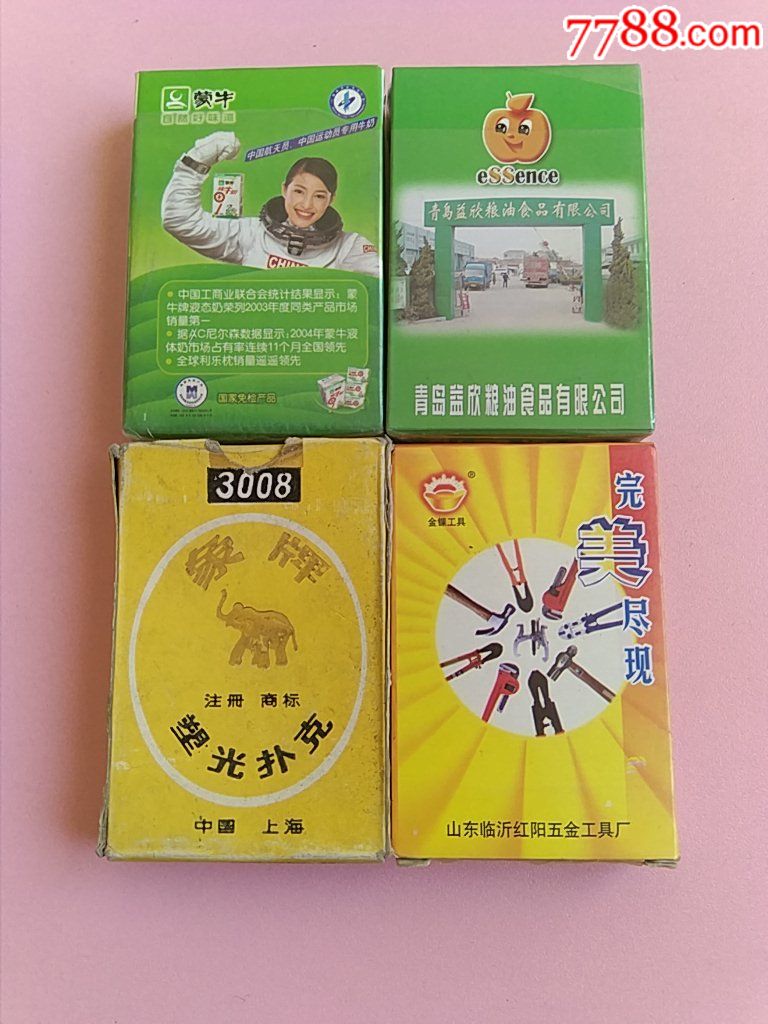 7788.com
蒙牛
自然好味道
中国航天员、中国运动员专用牛奶
CHINA
中国工商业联合会统计结果显示：蒙
牛牌液态奶荣列2003年度同类产品市场
销量第一
据AC尼尔森数据显示：2004年蒙牛液
体奶市场占有率连续11个月全国领先
全球利乐枕销量遥遥领先
国家免检产品
1
eSSence
青岛益欣粮油食品有限公司
青岛益欣粮油食品有限公司
3008
象牌
注册 商标
塑光扑克
中國 上海
®
金镍工具
完美尽现
山东临沂红阳五金工具厂